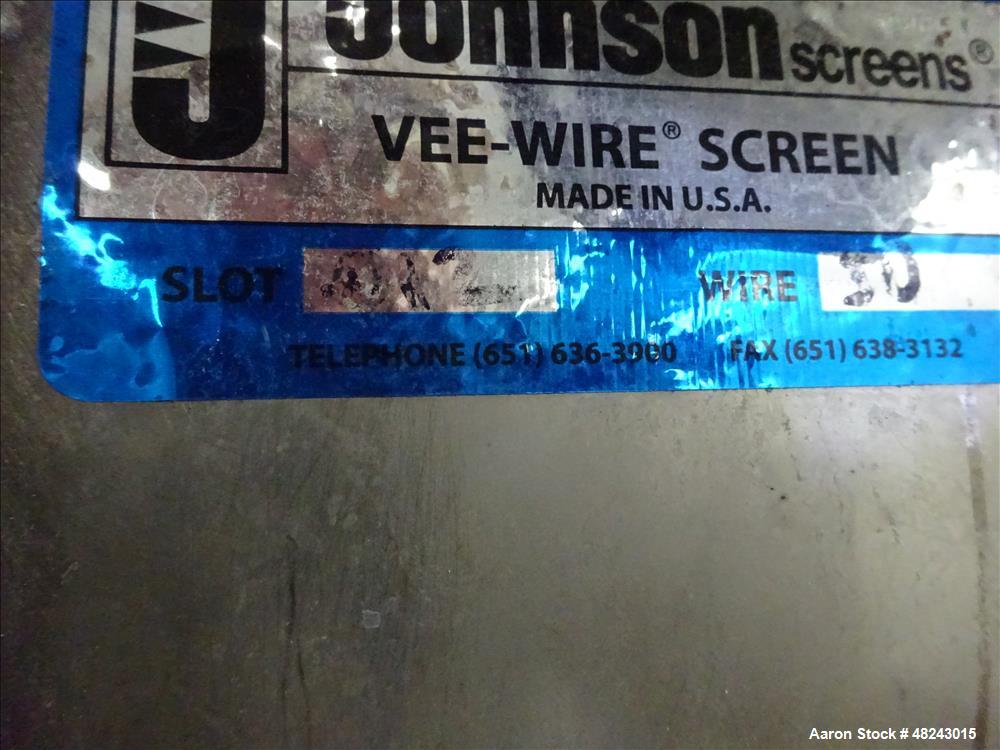 Johnson screens®
VEE-WIRE® SCREEN
MADE IN U.S.A.
SLOT WIRE
TELEPHONE (651) 636-3900 FAX (651) 638-3132
Aaron Stock # 48243015